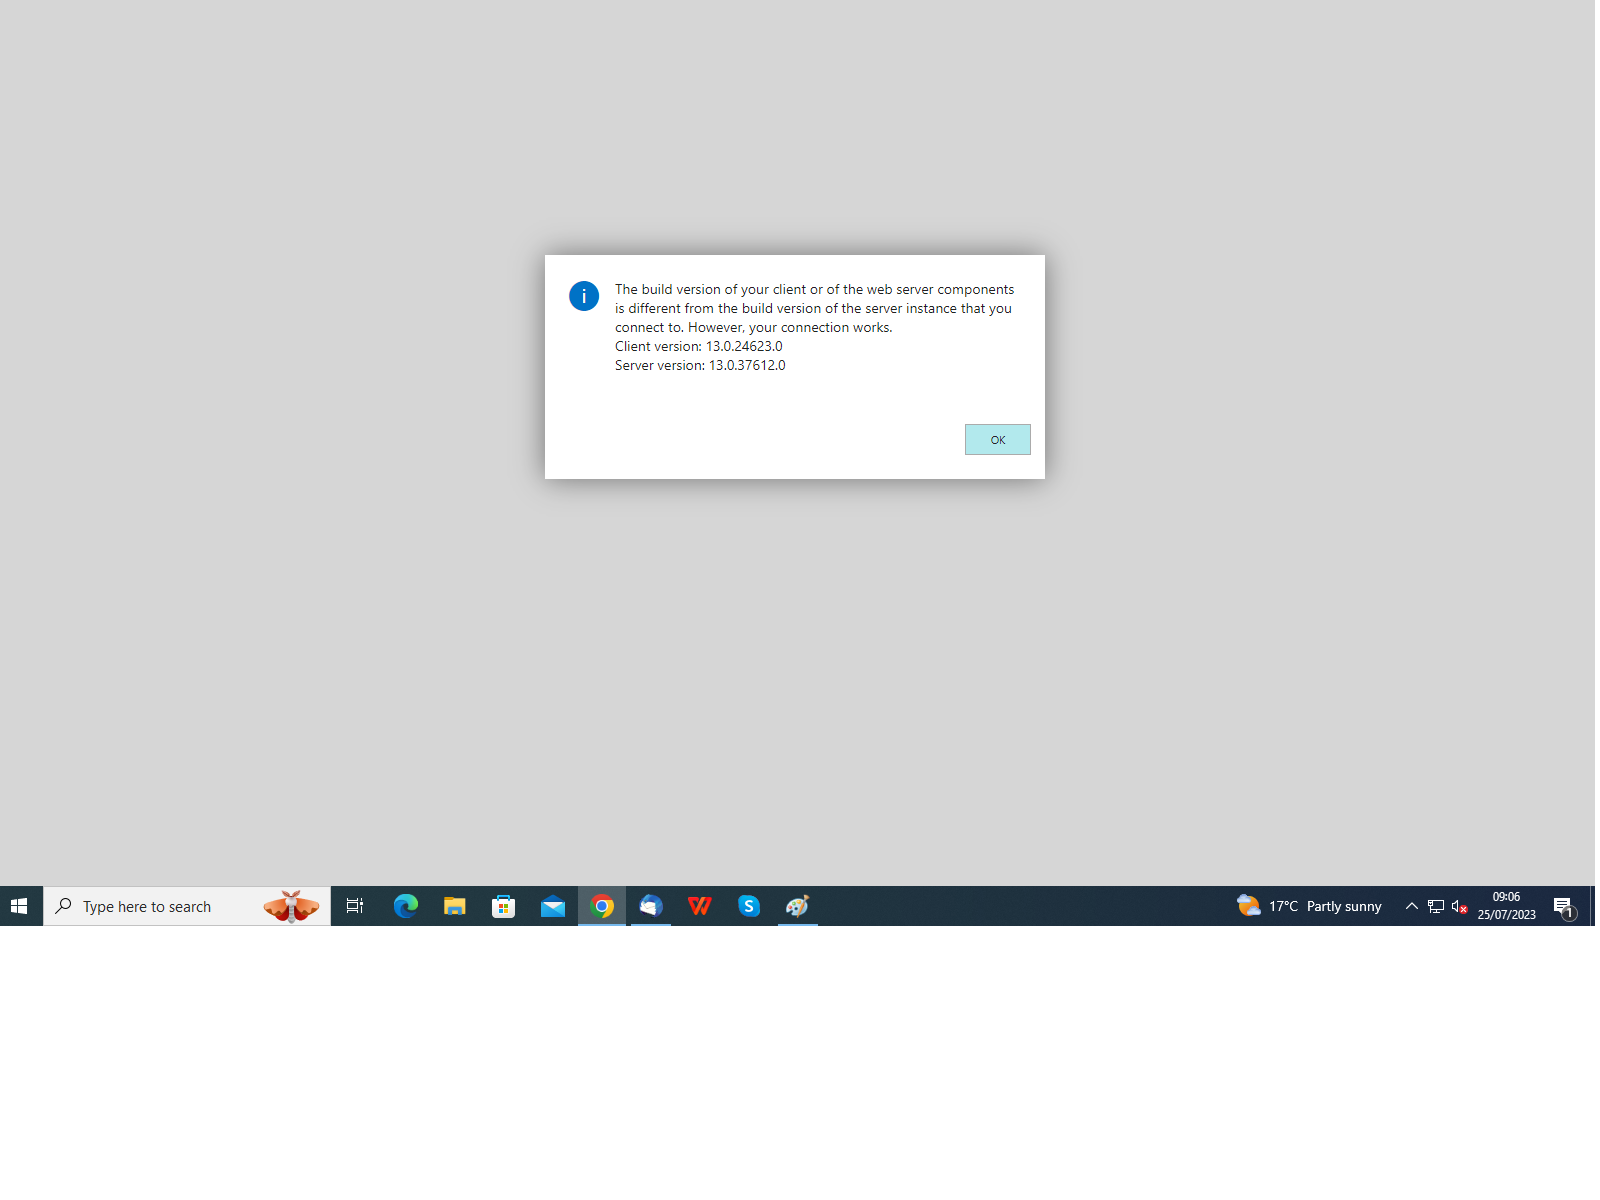 The build version of your client or of the web server components
is different from the build version of the server instance that you
connect to. However, your connection works.
Client version: 13.0.24623.0
Server version: 13.0.37612.0
OK
Type here to search
17°C Partly sunny
09:06
25/07/2023
1